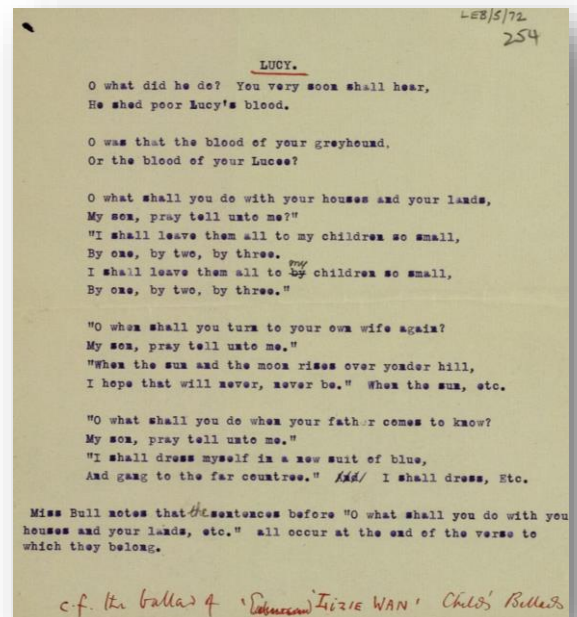 LEB/5/72
254
LUCY.
O what did he do? You very soon shall hear,
He shed poor Lucy's blood.
O was that the blood of your greyhound,
Or the blood of your Lucee?
O what shall you do with your houses and your lands,
My son, pray tell unto me?"
"I shall leave them all to my children so small,
By one, by two, by three.
I shall leave them all to my children so small,
By one, by two, by three."
"O when shall you turn to your own wife again?
My son, pray tell unto me."
"When the sun and the moon rises over yonder hill,
I hope that will never, never be." When the sun, etc.
"O what shall you do when your father comes to know?
My son, pray tell unto me."
"I shall dress myself in a new suit of blue,
And gang to the far countree." I shall dress, Etc.
Miss Bull notes that the sentences before "O what shall you do with you
houses and your lands, etc." all occur at the end of the verse to
which they belong.
c.f. the ballad of 'LIZIE WAN' Child's Ballads